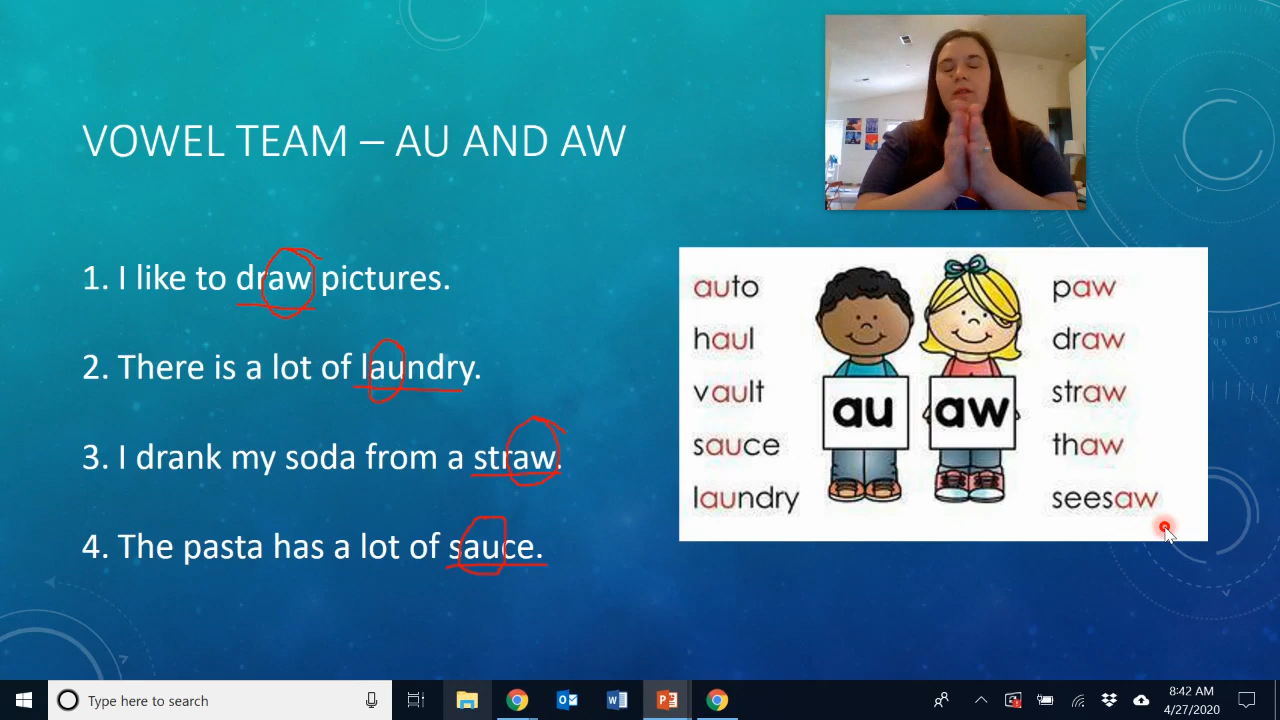 VOWEL TEAM – AU AND AW
1. I like to draw pictures.
2. There is a lot of laundry.
3. I drank my soda from a straw.
4. The pasta has a lot of sauce.
auto
haul
vault
sauce
laundry
au
aw
paw
draw
straw
thaw
seesaw
Type here to search
8:42 AM
4/27/2020